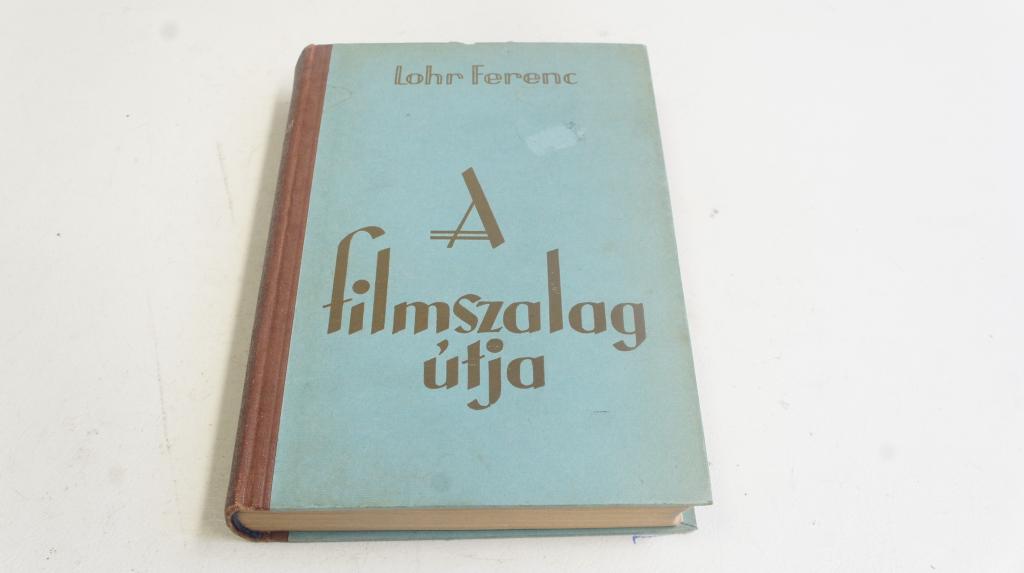 Lohr Ferenc
A
filmszalag
útja